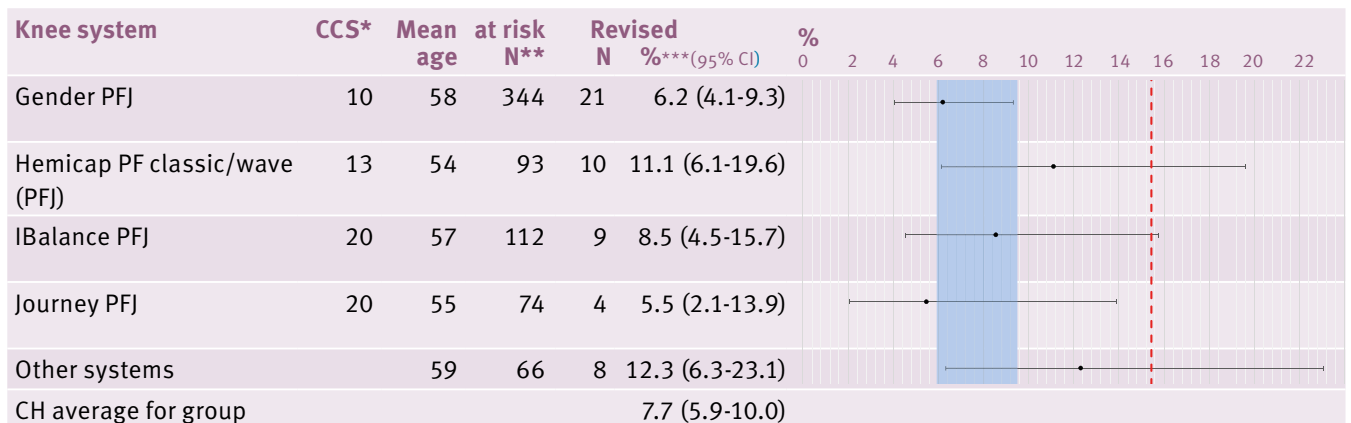 Knee system CCS* Mean age at risk N** Revised N %***(95% CI) %
0 2 4 6 8 10 12 14 16 18 20 22
Gender PFJ 10 58 344 21 6.2 (4.1-9.3)
Hemicap PF classic/wave 13 54 93 10 11.1 (6.1-19.6)
(PFJ)
IBalance PFJ 20 57 112 9 8.5 (4.5-15.7)
Journey PFJ 20 55 74 4 5.5 (2.1-13.9)
Other systems 59 66 8 12.3 (6.3-23.1)
CH average for group 7.7 (5.9-10.0)